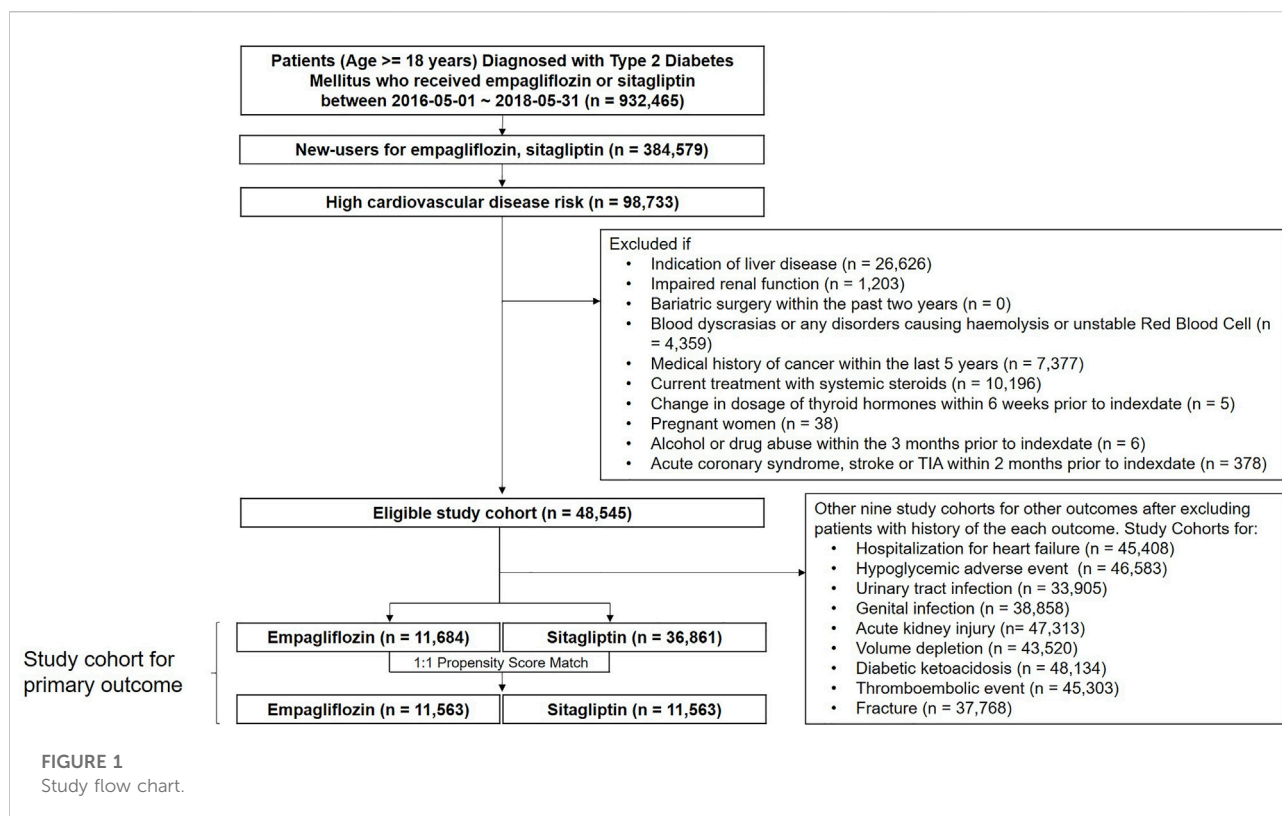 Patients (Age >= 18 years) Diagnosed with Type 2 Diabetes
Mellitus who received empagliflozin or sitagliptin
between 2016-05-01 ~ 2018-05-31 (n = 932,465)
New-users for empagliflozin, sitagliptin (n = 384,579)
High cardiovascular disease risk (n = 98,733)
Excluded if
• Indication of liver disease (n = 26,626)
• Impaired renal function (n = 1,203)
• Bariatric surgery within the past two years (n = 0)
• Blood dyscrasias or any disorders causing haemolysis or unstable Red Blood Cell (n
= 4,359)
• Medical history of cancer within the last 5 years (n = 7,377)
• Current treatment with systemic steroids (n = 10,196)
• Change in dosage of thyroid hormones within 6 weeks prior to indexdate (n = 5)
• Pregnant women (n = 38)
• Alcohol or drug abuse within the 3 months prior to indexdate (n = 6)
• Acute coronary syndrome, stroke or TIA within 2 months prior to indexdate (n = 378)
Eligible study cohort (n = 48,545)
Other nine study cohorts for other outcomes after excluding
patients with history of the each outcome. Study Cohorts for:
• Hospitalization for heart failure (n = 45,408)
• Hypoglycemic adverse event (n = 46,583)
• Urinary tract infection (n = 33,905)
• Genital infection (n = 38,858)
• Acute kidney injury (n= 47,313)
• Volume depletion (n = 43,520)
• Diabetic ketoacidosis (n = 48,134)
• Thromboembolic event (n = 45,303)
• Fracture (n = 37,768)
Study cohort for
primary outcome
Empagliflozin (n = 11,684)
Sitagliptin (n = 36,861)
1:1 Propensity Score Match
Empagliflozin (n = 11,563)
Sitagliptin (n = 11,563)
FIGURE 1
Study flow chart.